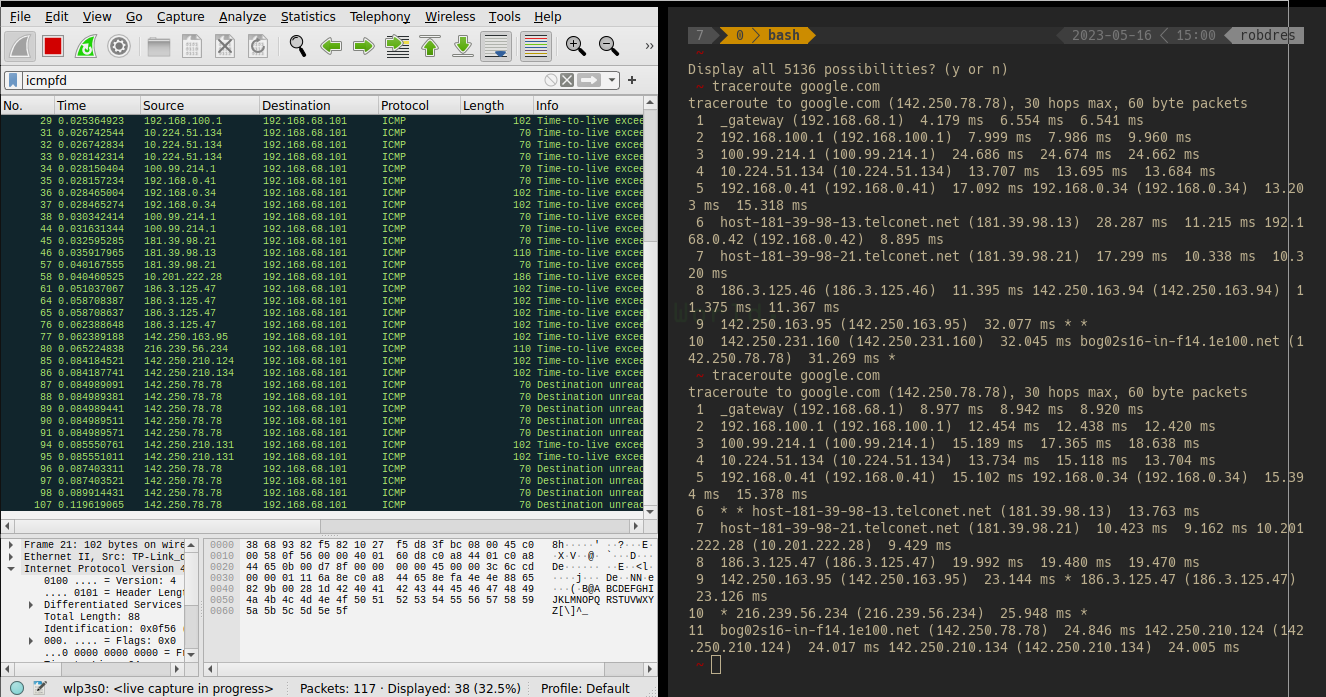 File Edit View Go Capture Analyze Statistics Telephony Wireless Tools Help
icmpfd
No. Time Source Destination Protocol Length Info
29 0.025364923 192.168.100.1 192.168.68.101 ICMP 102 Time-to-live excee
31 0.026742544 10.224.51.134 192.168.68.101 ICMP 70 Time-to-live excee
32 0.026742834 10.224.51.134 192.168.68.101 ICMP 70 Time-to-live excee
33 0.028142314 10.224.51.134 192.168.68.101 ICMP 70 Time-to-live excee
34 0.028150404 100.99.214.1 192.168.68.101 ICMP 70 Time-to-live excee
35 0.028157234 192.168.0.41 192.168.68.101 ICMP 70 Time-to-live excee
36 0.028465004 192.168.0.34 192.168.68.101 ICMP 102 Time-to-live excee
37 0.028465274 192.168.0.34 192.168.68.101 ICMP 102 Time-to-live excee
38 0.030342414 100.99.214.1 192.168.68.101 ICMP 70 Time-to-live excee
44 0.031631344 100.99.214.1 192.168.68.101 ICMP 70 Time-to-live excee
45 0.032595285 181.39.98.21 192.168.68.101 ICMP 70 Time-to-live excee
46 0.035917965 181.39.98.13 192.168.68.101 ICMP 110 Time-to-live excee
57 0.040167555 181.39.98.21 192.168.68.101 ICMP 70 Time-to-live excee
58 0.040460525 10.201.222.28 192.168.68.101 ICMP 186 Time-to-live excee
61 0.051037067 186.3.125.47 192.168.68.101 ICMP 102 Time-to-live excee
64 0.058708387 186.3.125.47 192.168.68.101 ICMP 102 Time-to-live excee
65 0.058708637 186.3.125.47 192.168.68.101 ICMP 102 Time-to-live excee
76 0.062388648 186.3.125.47 192.168.68.101 ICMP 102 Time-to-live excee
77 0.062389188 142.250.163.95 192.168.68.101 ICMP 102 Time-to-live excee
80 0.065224838 216.239.56.234 192.168.68.101 ICMP 110 Time-to-live excee
85 0.084184521 142.250.210.124 192.168.68.101 ICMP 102 Time-to-live excee
86 0.084187741 142.250.210.134 192.168.68.101 ICMP 102 Time-to-live excee
87 0.084989091 142.250.78.78 192.168.68.101 ICMP 70 Destination unreac
88 0.084989381 142.250.78.78 192.168.68.101 ICMP 70 Destination unreac
89 0.084989441 142.250.78.78 192.168.68.101 ICMP 70 Destination unreac
90 0.084989511 142.250.78.78 192.168.68.101 ICMP 70 Destination unreac
91 0.084989571 142.250.78.78 192.168.68.101 ICMP 70 Destination unreac
94 0.085550761 142.250.210.131 192.168.68.101 ICMP 102 Time-to-live excee
95 0.085551011 142.250.210.131 192.168.68.101 ICMP 102 Time-to-live excee
96 0.087403311 142.250.78.78 192.168.68.101 ICMP 70 Destination unreac
97 0.087403521 142.250.78.78 192.168.68.101 ICMP 70 Destination unreac
98 0.089914431 142.250.78.78 192.168.68.101 ICMP 70 Destination unreac
107 0.119619065 142.250.78.78 192.168.68.101 ICMP 70 Destination unreac
Frame 21: 102 bytes on wire
Ethernet II, Src: TP-Link_d
Internet Protocol Version 4
0100 .... = Version: 4
.... 0101 = Header Lengt
Differentiated Services
Total Length: 88
Identification: 0x0f56
000. .... = Flags: 0x0
...0 0000 0000 0000 = Fr
0000 38 68 93 82 f5 82 10 27 f5 d8 3f bc 08 00 45 c0 8h·····' ··?···E·
0010 00 58 0f 56 00 00 40 01 60 d8 c0 a8 44 01 c0 a8 ·X·V··@· `···D···
0020 44 65 0b 00 d7 8f 00 00 00 00 45 00 00 3c 6c cd De······ ··E··<l·
0030 00 00 01 11 6a 8e c0 a8 44 65 8e fa 4e 4e 88 65 ····j··· De··NN·e
0040 82 9b 00 28 1d 42 40 41 42 43 44 45 46 47 48 49 ···(·B@A BCDEFGHI
0050 4a 4b 4c 4d 4e 4f 50 51 52 53 54 55 56 57 58 59 JKLMNOPQ RSTUVWXY
0060 5a 5b 5c 5d 5e 5f Z[\]^_
wlp3s0: <live capture in progress> Packets: 117 · Displayed: 38 (32.5%) Profile: Default
7 0 bash 2023-05-16 15:00 robdres
~
Display all 5136 possibilities? (y or n)
~ traceroute google.com
traceroute to google.com (142.250.78.78), 30 hops max, 60 byte packets
1 _gateway (192.168.68.1) 4.179 ms 6.554 ms 6.541 ms
2 192.168.100.1 (192.168.100.1) 7.999 ms 7.986 ms 9.960 ms
3 100.99.214.1 (100.99.214.1) 24.686 ms 24.674 ms 24.662 ms
4 10.224.51.134 (10.224.51.134) 13.707 ms 13.695 ms 13.684 ms
5 192.168.0.41 (192.168.0.41) 17.092 ms 192.168.0.34 (192.168.0.34) 13.20
3 ms 15.318 ms
6 host-181-39-98-13.telconet.net (181.39.98.13) 28.287 ms 11.215 ms 192.1
68.0.42 (192.168.0.42) 8.895 ms
7 host-181-39-98-21.telconet.net (181.39.98.21) 17.299 ms 10.338 ms 10.3
20 ms
8 186.3.125.46 (186.3.125.46) 11.395 ms 142.250.163.94 (142.250.163.94) 1
1.375 ms 11.367 ms
9 142.250.163.95 (142.250.163.95) 32.077 ms * *
10 142.250.231.160 (142.250.231.160) 32.045 ms bog02s16-in-f14.1e100.net (1
42.250.78.78) 31.269 ms *
~ traceroute google.com
traceroute to google.com (142.250.78.78), 30 hops max, 60 byte packets
1 _gateway (192.168.68.1) 8.977 ms 8.942 ms 8.920 ms
2 192.168.100.1 (192.168.100.1) 12.454 ms 12.438 ms 12.420 ms
3 100.99.214.1 (100.99.214.1) 15.189 ms 17.365 ms 18.638 ms
4 10.224.51.134 (10.224.51.134) 13.734 ms 15.118 ms 13.704 ms
5 192.168.0.41 (192.168.0.41) 15.102 ms 192.168.0.34 (192.168.0.34) 15.39
4 ms 15.378 ms
6 * * host-181-39-98-13.telconet.net (181.39.98.13) 13.763 ms
7 host-181-39-98-21.telconet.net (181.39.98.21) 10.423 ms 9.162 ms 10.201
.222.28 (10.201.222.28) 9.429 ms
8 186.3.125.47 (186.3.125.47) 19.992 ms 19.480 ms 19.470 ms
9 142.250.163.95 (142.250.163.95) 23.144 ms * 186.3.125.47 (186.3.125.47)
23.126 ms
10 * 216.239.56.234 (216.239.56.234) 25.948 ms *
11 bog02s16-in-f14.1e100.net (142.250.78.78) 24.846 ms 142.250.210.124 (142
.250.210.124) 24.017 ms 142.250.210.134 (142.250.210.134) 24.005 ms
~